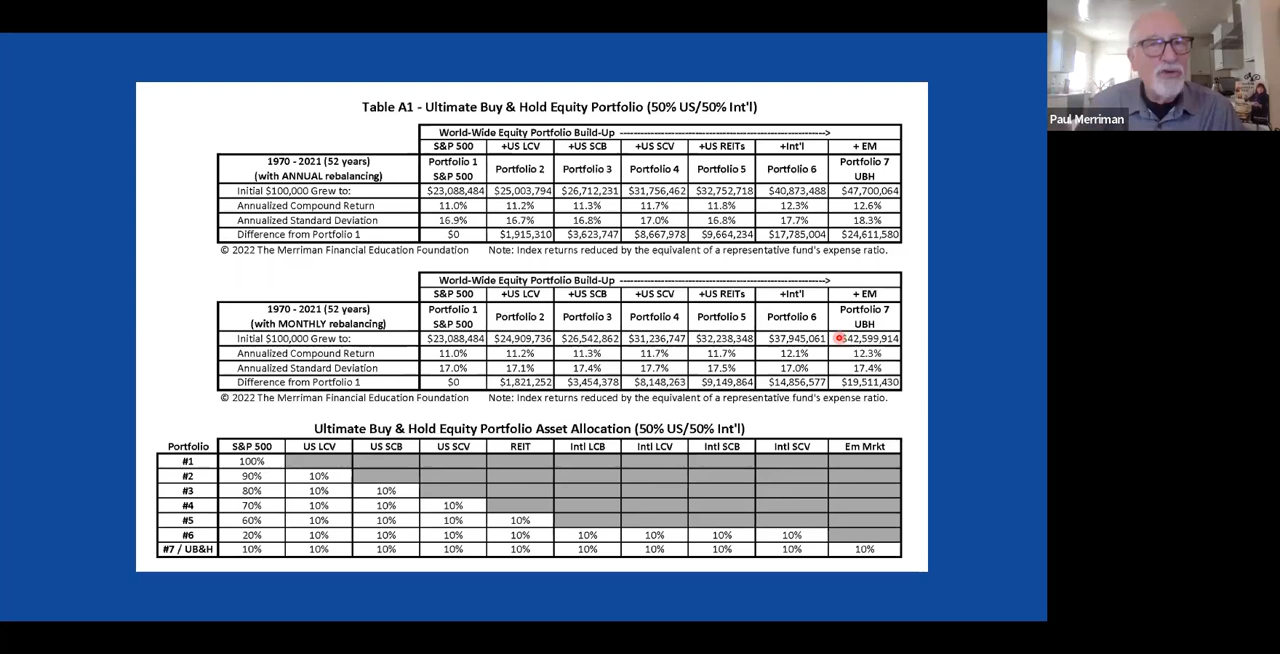 Paul Merriman
Table A1 - Ultimate Buy & Hold Equity Portfolio (50% US/50% Int'l)
World-Wide Equity Portfolio Build-Up ------------------------------------------------------------>
S&P 500 +US LCV +US SCB +US SCV +US REITs +Int'l + EM
1970 - 2021 (52 years) Portfolio 1 Portfolio 2 Portfolio 3 Portfolio 4 Portfolio 5 Portfolio 6 Portfolio 7
(with ANNUAL rebalancing) S&P 500 UBH
Initial $100,000 Grew to: $23,088,484 $25,003,794 $26,712,231 $31,756,462 $32,752,718 $40,873,488 $47,700,064
Annualized Compound Return 11.0% 11.2% 11.3% 11.7% 11.8% 12.3% 12.6%
Annualized Standard Deviation 16.9% 16.7% 16.8% 17.0% 16.8% 17.7% 18.3%
Difference from Portfolio 1 $0 $1,915,310 $3,623,747 $8,667,978 $9,664,234 $17,785,004 $24,611,580
© 2022 The Merriman Financial Education Foundation Note: Index returns reduced by the equivalent of a representative fund's expense ratio.
World-Wide Equity Portfolio Build-Up ------------------------------------------------------------>
S&P 500 +US LCV +US SCB +US SCV +US REITs +Int'l + EM
1970 - 2021 (52 years) Portfolio 1 Portfolio 2 Portfolio 3 Portfolio 4 Portfolio 5 Portfolio 6 Portfolio 7
(with MONTHLY rebalancing) S&P 500 UBH
Initial $100,000 Grew to: $23,088,484 $24,909,736 $26,542,862 $31,236,747 $32,238,348 $37,945,061 $42,599,914
Annualized Compound Return 11.0% 11.2% 11.3% 11.7% 11.7% 12.1% 12.3%
Annualized Standard Deviation 17.0% 17.1% 17.4% 17.7% 17.5% 17.0% 17.4%
Difference from Portfolio 1 $0 $1,821,252 $3,454,378 $8,148,263 $9,149,864 $14,856,577 $19,511,430
© 2022 The Merriman Financial Education Foundation Note: Index returns reduced by the equivalent of a representative fund's expense ratio.
Ultimate Buy & Hold Equity Portfolio Asset Allocation (50% US/50% Int'l)
Portfolio S&P 500 US LCV US SCB US SCV REIT Intl LCB Intl LCV Intl SCB Intl SCV Em Mrkt
#1 100%
#2 90% 10%
#3 80% 10% 10%
#4 70% 10% 10% 10%
#5 60% 10% 10% 10% 10%
#6 20% 10% 10% 10% 10% 10% 10% 10% 10%
#7 / UB&H 10% 10% 10% 10% 10% 10% 10% 10% 10% 10%